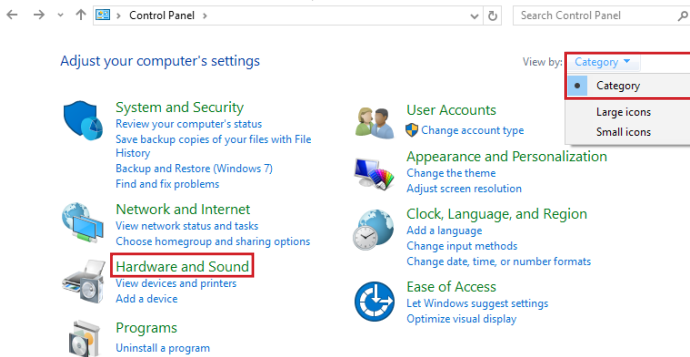 Control Panel
Search Control Panel
Adjust your computer's settings
View by: Category
Category
Large icons
Small icons
System and Security
Review your computer's status
Save backup copies of your files with File
History
Backup and Restore (Windows 7)
Find and fix problems
Network and Internet
View network status and tasks
Choose homegroup and sharing options
Hardware and Sound
View devices and printers
Add a device
Programs
Uninstall a program
User Accounts
Change account type
Appearance and Personalization
Change the theme
Adjust screen resolution
Clock, Language, and Region
Add a language
Change input methods
Change date, time, or number formats
Ease of Access
Let Windows suggest settings
Optimize visual display